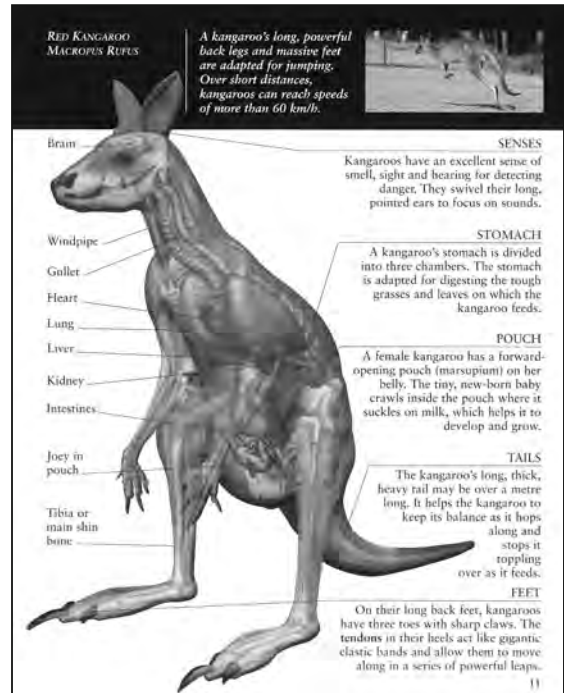 RED KANGAROO
MACROPUS RUFUS
A kangaroo's long, powerful
back legs and massive feet
are adapted for jumping.
Over short distances,
kangaroos can reach speeds
of more than 60 km/h.
Brain
Windpipe
Gullet
Heart
Lung
Liver
Kidney
Intestines
Joey in
pouch
Tibia or
main shin
bone
SENSES
Kangaroos have an excellent sense of
smell, sight and hearing for detecting
danger. They swivel their long,
pointed ears to focus on sounds.
STOMACH
A kangaroo's stomach is divided
into three chambers. The stomach
is adapted for digesting the tough
grasses and leaves on which the
kangaroo feeds.
POUCH
A female kangaroo has a forward-
opening pouch (marsupium) on her
belly. The tiny, new-born baby
crawls inside the pouch where it
suckles on milk, which helps it to
develop and grow.
TAILS
The kangaroo's long, thick,
heavy tail may be over a metre
long. It helps the kangaroo to
keep its balance as it hops
along and
stops it
toppling
over as it feeds.
FEET
On their long back feet, kangaroos
have three toes with sharp claws. The
tendons in their heels act like gigantic
elastic bands and allow them to move
along in a series of powerful leaps.
11